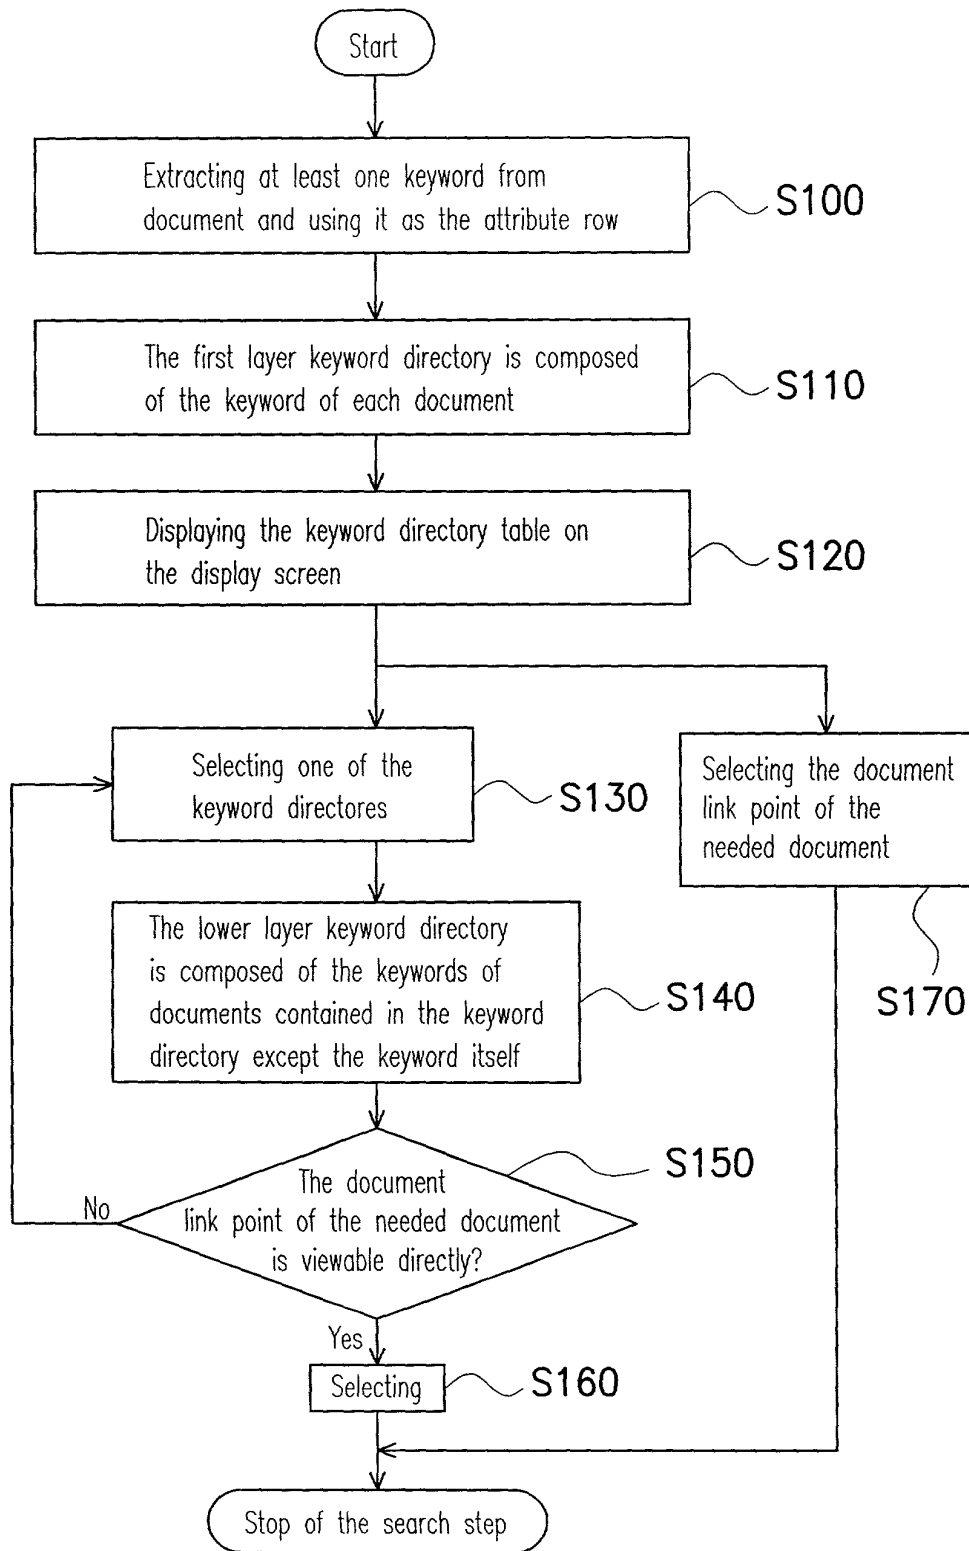 Start
Extracting at least one keyword from
document and using it as the attribute row
S100
The first layer keyword directory is composed
of the keyword of each document
S110
Displaying the keyword directory table on
the display screen
S120
Selecting one of the
keyword directores
S130
Selecting the document
link point of the
needed document
S170
The lower layer keyword directory
is composed of the keywords of
documents contained in the keyword
directory except the keyword itself
S140
The document
link point of the needed document
is viewable directly?
S150
No
Yes
Selecting
S160
Stop of the search step